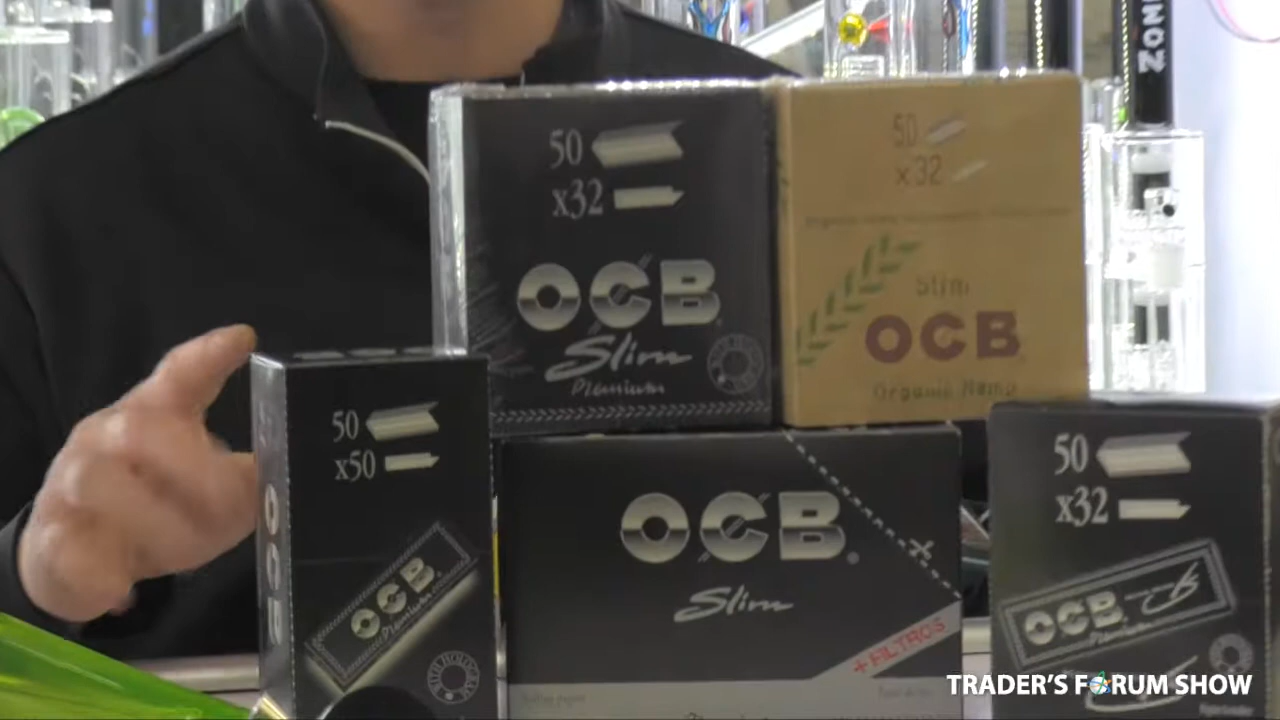 ZOM
50
x32
OCB
Slim
Premium
50
x32
Slim
OCB
Organic Hemp
50
x50
OCB
Premium
OCB
OCB
Slim
+FILTROS
50
x32
OCB
Premium
TRADER'S FORUM SHOW